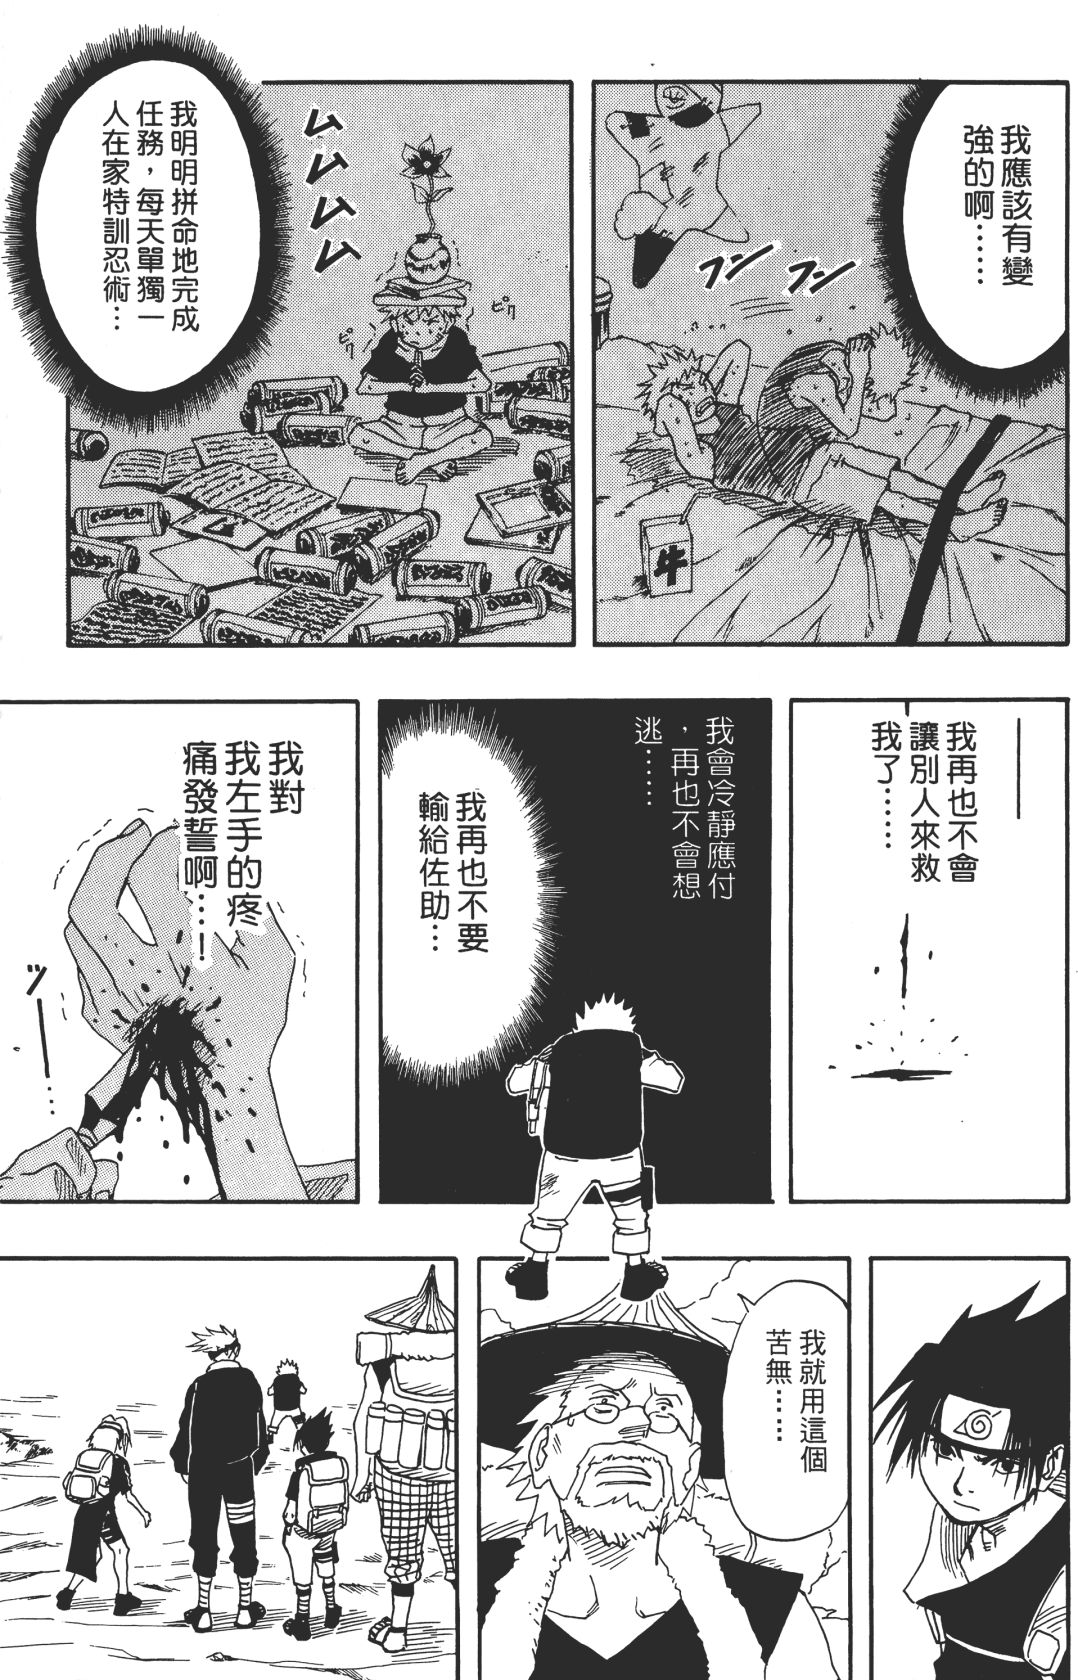 我應該有變
強的啊……
フン
フン
牛
我明明拼命地完成
任務，每天單獨一
人在家特訓忍術…
ムムムム
ピク
ピク
——我再也不會
讓別人來救
我了……
我會冷靜應付
，再也不會想
逃……
我再也不要
輸給佐助…
我對
我左手的疼
痛發誓啊…！
ツ——…
我就用這個
苦無……